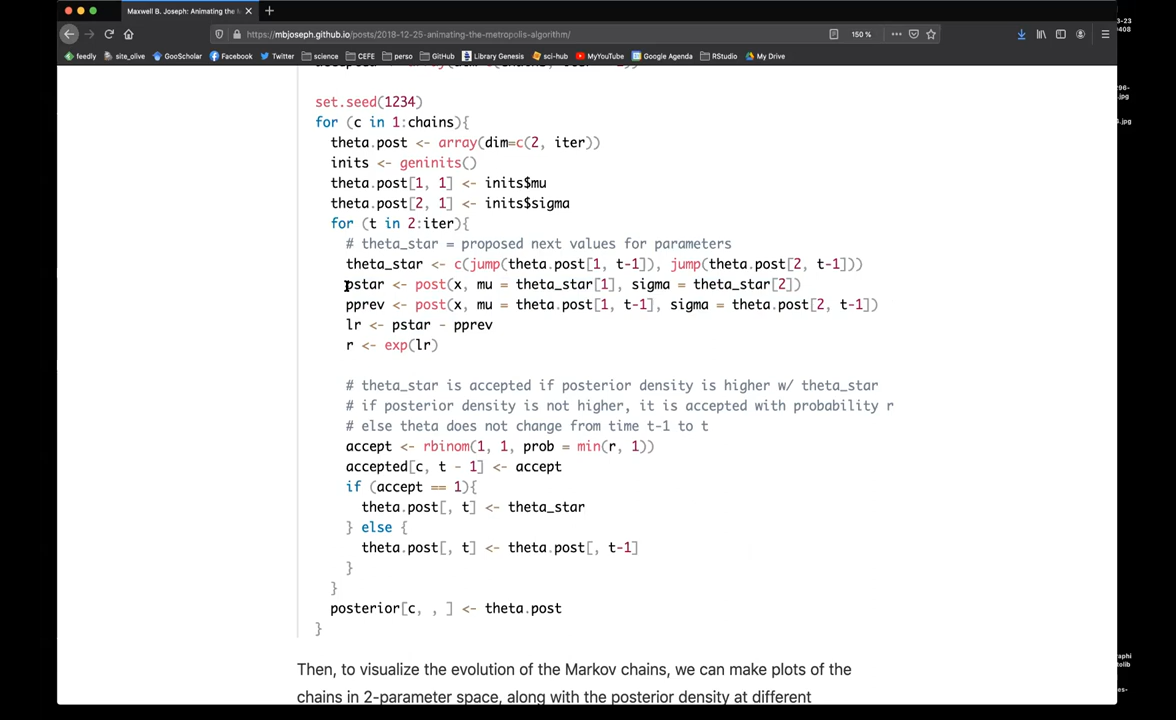 Maxwell B. Joseph: Animating the
https://mbjoseph.github.io/posts/2018-12-25-animating-the-metropolis-algorithm/
150 %
feedly site_olive GooScholar Facebook Twitter science CEFE perso GitHub Library Genesis sci-hub MyYouTube Google Agenda RStudio My Drive
set.seed(1234)
for (c in 1:chains){
theta.post <- array(dim=c(2, iter))
inits <- geninits()
theta.post[1, 1] <- inits$mu
theta.post[2, 1] <- inits$sigma
for (t in 2:iter){
# theta_star = proposed next values for parameters
theta_star <- c(jump(theta.post[1, t-1]), jump(theta.post[2, t-1]))
pstar <- post(x, mu = theta_star[1], sigma = theta_star[2])
pprev <- post(x, mu = theta.post[1, t-1], sigma = theta.post[2, t-1])
lr <- pstar - pprev
r <- exp(lr)
# theta_star is accepted if posterior density is higher w/ theta_star
# if posterior density is not higher, it is accepted with probability r
# else theta does not change from time t-1 to t
accept <- rbinom(1, 1, prob = min(r, 1))
accepted[c, t - 1] <- accept
if (accept == 1){
theta.post[, t] <- theta_star
} else {
theta.post[, t] <- theta.post[, t-1]
}
}
posterior[c, , ] <- theta.post
}
Then, to visualize the evolution of the Markov chains, we can make plots of the
chains in 2-parameter space, along with the posterior density at different